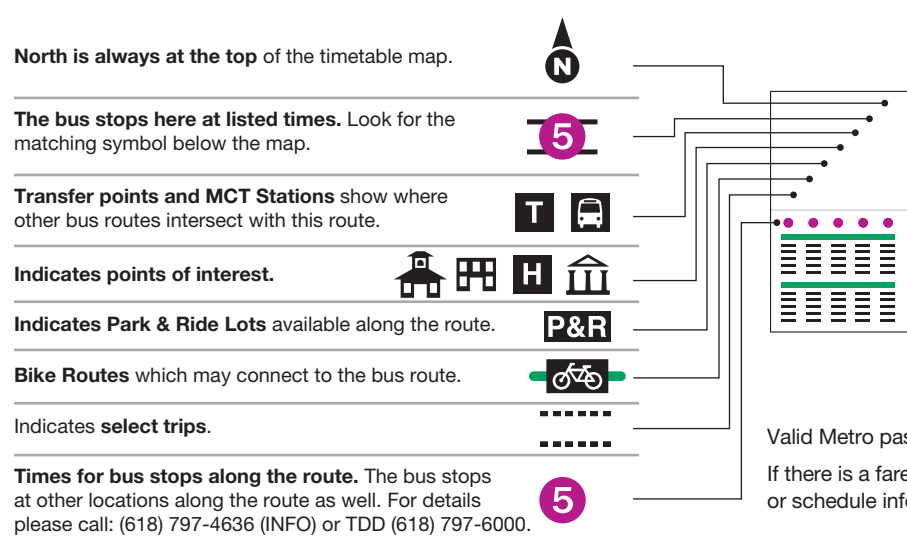 North is always at the top of the timetable map.
N
The bus stops here at listed times. Look for the
matching symbol below the map.
5
Transfer points and MCT Stations show where
other bus routes intersect with this route.
T
Indicates points of interest.
H
Indicates Park & Ride Lots available along the route.
P&R
Bike Routes which may connect to the bus route.
Indicates select trips.
Times for bus stops along the route. The bus stops
at other locations along the route as well. For details
please call: (618) 797-4636 (INFO) or TDD (618) 797-6000.
5
Valid Metro pas
If there is a fare
or schedule info